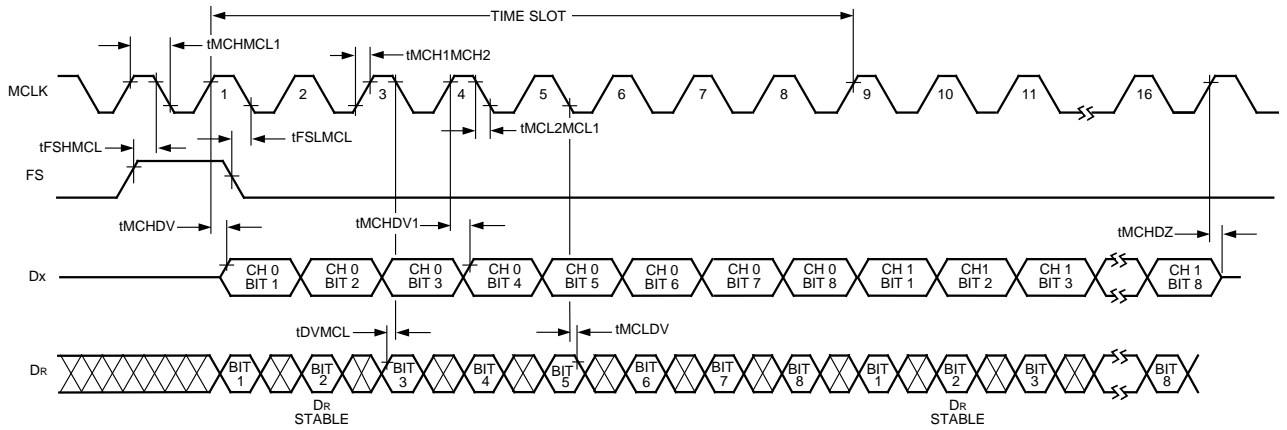 TIME SLOT
tMCHMCL1
tMCH1MCH2
MCLK
1 2 3 4 5 6 7 8 9 10 11 16
tMCL2MCL1
tFSLMCL
tFSHMCL
FS
tMCHDV
tMCHDV1
tMCHDZ
DX
CH 0 BIT 1
CH 0 BIT 2
CH 0 BIT 3
CH 0 BIT 4
CH 0 BIT 5
CH 0 BIT 6
CH 0 BIT 7
CH 0 BIT 8
CH 1 BIT 1
CH1 BIT 2
CH 1 BIT 3
CH 1 BIT 8
tDVMCL
tMCLDV
DR
BIT 1
BIT 2
BIT 3
BIT 4
BIT 5
BIT 6
BIT 7
BIT 8
BIT 1
BIT 2
BIT 3
BIT 8
DR STABLE
DR STABLE